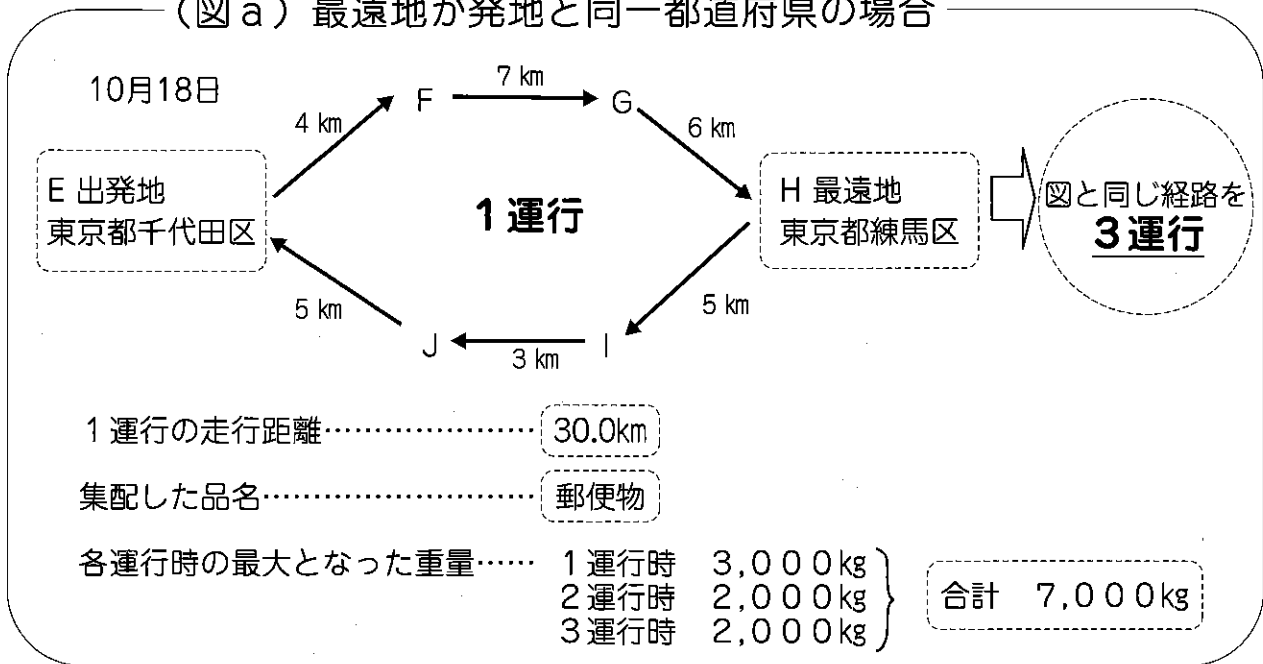 (図a) 最遠地が発地と同一都道府県の場合
10月18日
F
7 km
G
4 km
6 km
E 出発地
東京都千代田区
1運行
H 最遠地
東京都練馬区
図と同じ経路を
3運行
5 km
5 km
J
3 km
I
1運行の走行距離…………………
30.0km
集配した品名………………………
郵便物
各運行時の最大となった重量……
1運行時 3,000kg
2運行時 2,000kg
3運行時 2,000kg
合計 7,000kg